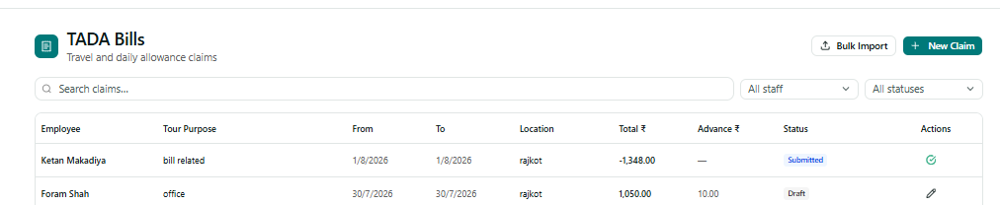 TADA Bills
Travel and daily allowance claims
Bulk Import
+ New Claim
Search claims...
All staff
All statuses
Employee Tour Purpose From To Location Total ₹ Advance ₹ Status Actions
Ketan Makadiya bill related 1/8/2026 1/8/2026 rajkot -1,348.00 — Submitted
Foram Shah office 30/7/2026 30/7/2026 rajkot 1,050.00 10.00 Draft